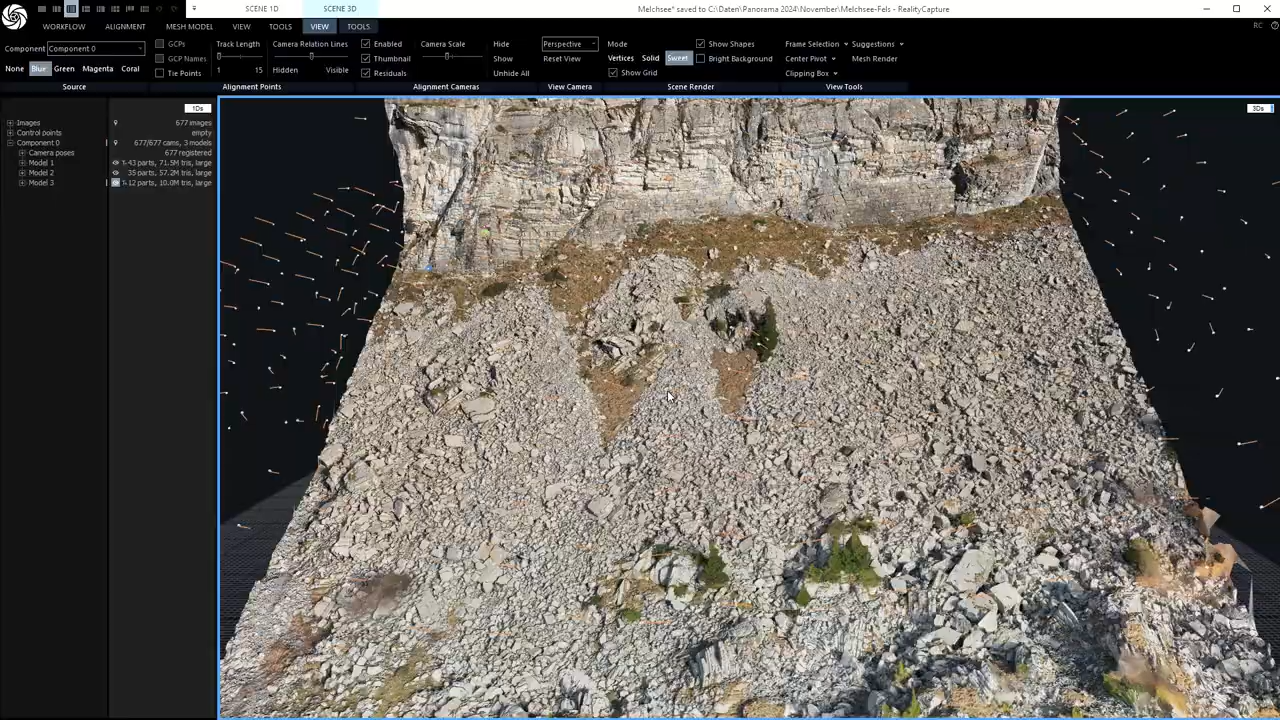 SCENE 1D
SCENE 3D
Melchsee* saved to C:\Daten\Panorama 2024\November\Melchsee-Fels - RealityCapture
WORKFLOW
ALIGNMENT
MESH MODEL
VIEW
TOOLS
VIEW
TOOLS
RC
Component
Component 0
GCPs
Track Length
Camera Relation Lines
Enabled
Camera Scale
Hide
Perspective
Mode
Show Shapes
Frame Selection
Suggestions
GCP Names
Thumbnail
Show
Reset View
Vertices
Solid
Sweet
Bright Background
Center Pivot
Mesh Render
None
Blue
Green
Magenta
Coral
Tie Points
1
15
Hidden
Visible
Residuals
Unhide All
Show Grid
Clipping Box
Source
Alignment Points
Alignment Cameras
View Camera
Scene Render
View Tools
1Ds
3Ds
Images
677 images
Control points
empty
Component 0
677/677 cams, 3 models
Camera poses
677 registered
Model 1
T-43 parts, 71.5M tris, large
Model 2
35 parts, 57.2M tris, large
Model 3
T-12 parts, 10.0M tris, large